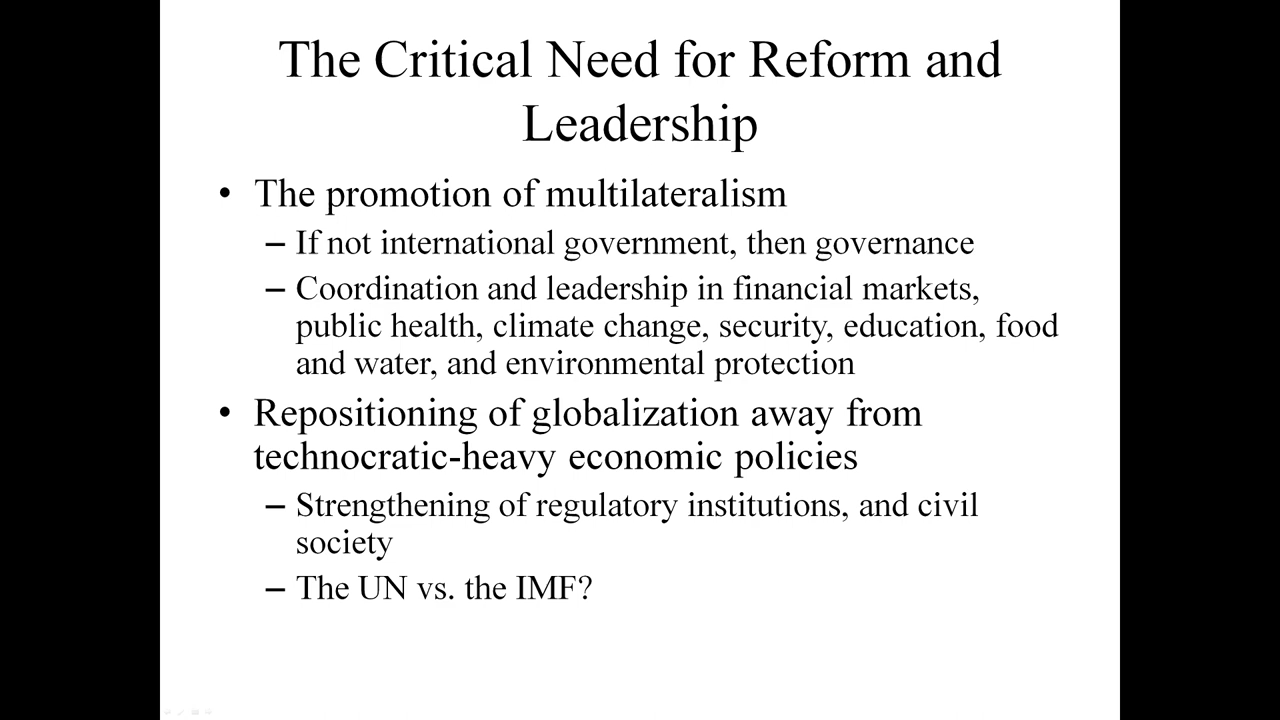 The Critical Need for Reform and
Leadership
• The promotion of multilateralism
– If not international government, then governance
– Coordination and leadership in financial markets,
public health, climate change, security, education, food
and water, and environmental protection
• Repositioning of globalization away from
technocratic-heavy economic policies
– Strengthening of regulatory institutions, and civil
society
– The UN vs. the IMF?